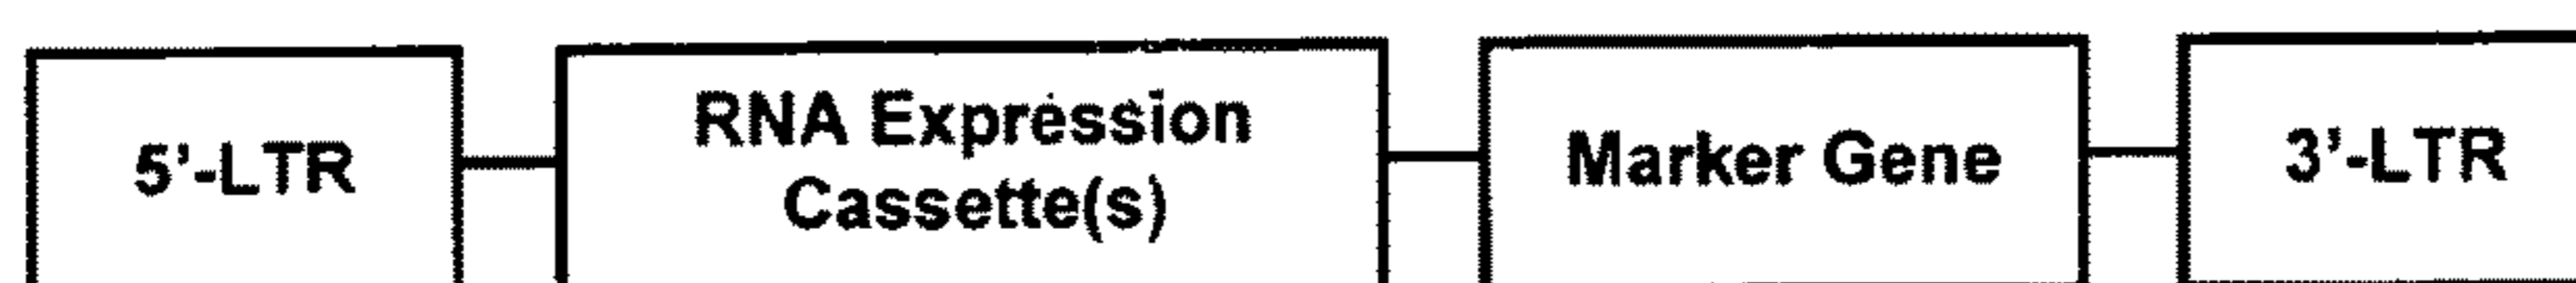 5'-LTR
RNA Expression
Cassette(s)
Marker Gene
3'-LTR